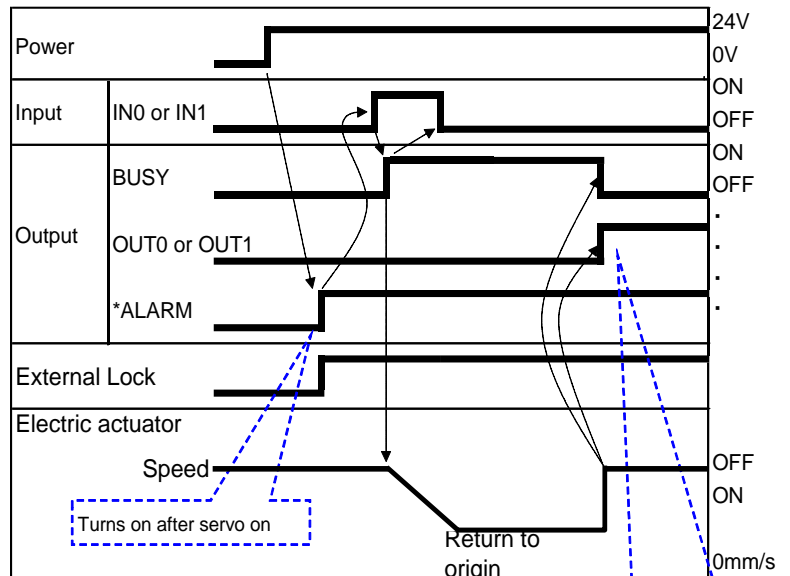 Power
24V
0V
Input
IN0 or IN1
ON
OFF
Output
BUSY
ON
OFF
OUT0 or OUT1
*ALARM
External Lock
Electric actuator
Speed
OFF
ON
Turns on after servo on
Return to
origin
0mm/s